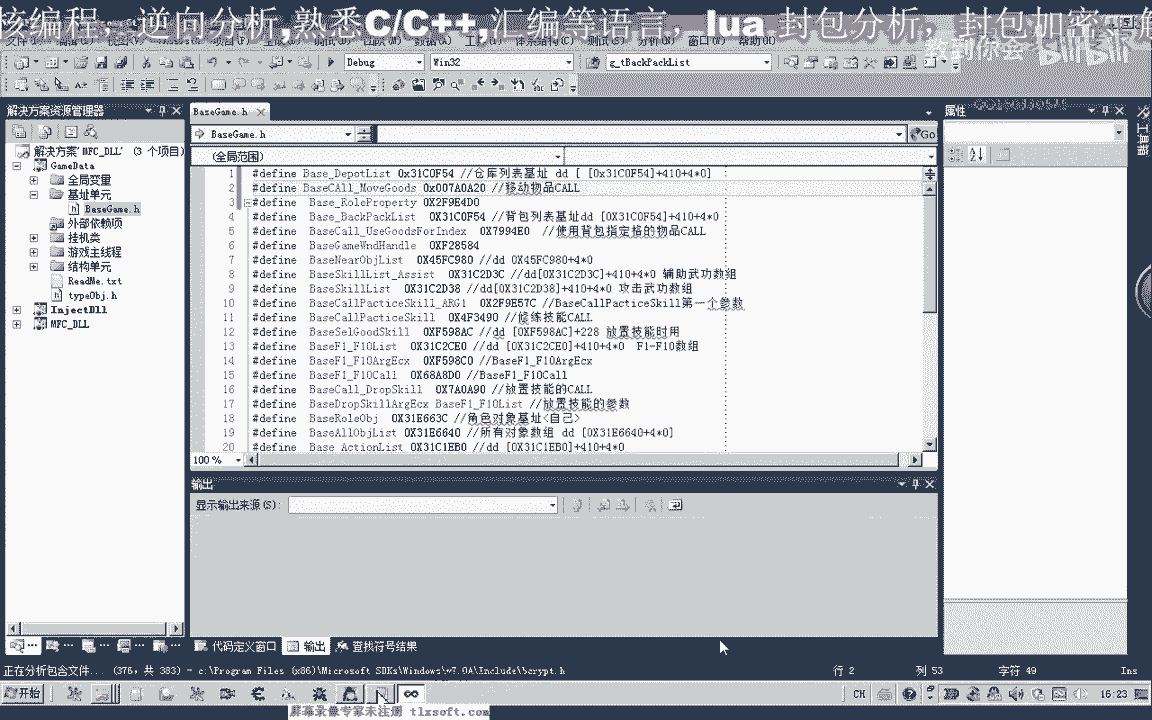 核编程，逆向分析,熟悉C/C++,汇编等语言，lua 封包分析，封包加密、
教到你会 bilibili
Debug Win32 g_tBackPackList
解决方案资源管理器
BaseGame.h
属性
工具箱
BaseGame.h
Go
(全局范围)
解决方案'MFC_DLL' (3 个项目)
GameData
全局变量
基址单元
BaseGame.h
外部依赖项
挂机类
游戏主线程
结构单元
ReadMe.txt
typeObj.h
InjectDll
MFC_DLL
1 #define Base_DepotList 0x31C0F54 //仓库列表基址 dd [ [0x31C0F54]+410+4*0]
2 #define BaseCAll_MoveGoods 0x007A0A20 //移动物品CALL
3 #define Base_RoleProperty 0X2F9E4D0
4 #define Base_BackPackList 0X31C0F54 //背包列表基址dd [0X31C0F54]+410+4*0
5 #define BaseCall_UseGoodsForIndex 0X7994E0 //使用背包指定格的物品CALL
6 #define BaseGameWndHandle 0XF28584
7 #define BaseNearObjList 0X45FC980 //dd 0X45FC980+4*0
8 #define BaseSkillList_Assist 0X31C2D3C //dd[0X31C2D3C]+410+4*0 辅助武功数组
9 #define BaseSkillList 0X31C2D38 //dd[0X31C2D38]+410+4*0 攻击武功数组
10 #define BaseCallPacticeSkill_ARG1 0X2F9E57C //BaseCallPacticeSkill第一个参数
11 #define BaseCallPacticSkill 0X4F3490 //修练技能CALL
12 #define BaseSelGoodSkill 0XF598AC //dd [0XF598AC]+228 放置技能时用
13 #define BaseF1_F10List 0X31C2CE0 //dd [0X31C2CE0]+410+4*0 F1-F10数组
14 #define BaseF1_F10ArgEcx 0XF598C0 //BaseF1_F10ArgEcx
15 #define BaseF1_F10Call 0X68A8D0 //BaseF1_F10Call
16 #define BaseCall_DropSkill 0X7A0A90 //放置技能的CALL
17 #define BaseDropSkillArgEcx BaseF1_F10List //放置技能的参数
18 #define BaseRoleObj 0X31E663C //角色对象基址<自己>
19 #define BaseAllObjList 0X31E6640 //所有对象数组 dd [0X31E6640+4*0]
20 #define Base_ActionList 0X31C1EB0 //dd [0X31C1EB0]+410+4*0
100 %
输出
显示输出来源(S):
代码定义窗口 输出 查找符号结果
正在分析包含文件... (375，共 383) - c:\Program Files (x86)\Microsoft SDKs\Windows\v7.0A\Include\bcrypt.h
行 2 列 53 字符 49 Ins
开始 CH 16:23
屏幕录像专家未注册 tlxsoft.com